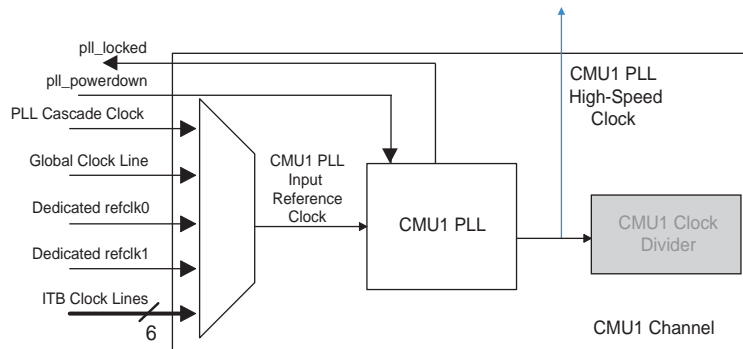 pll_locked
pll_powerdown
PLL Cascade Clock
Global Clock Line
Dedicated refclk0
Dedicated refclk1
ITB Clock Lines
6
CMU1 PLL
Input
Reference
Clock
CMU1 PLL
CMU1 PLL
High-Speed
Clock
CMU1 Clock
Divider
CMU1 Channel